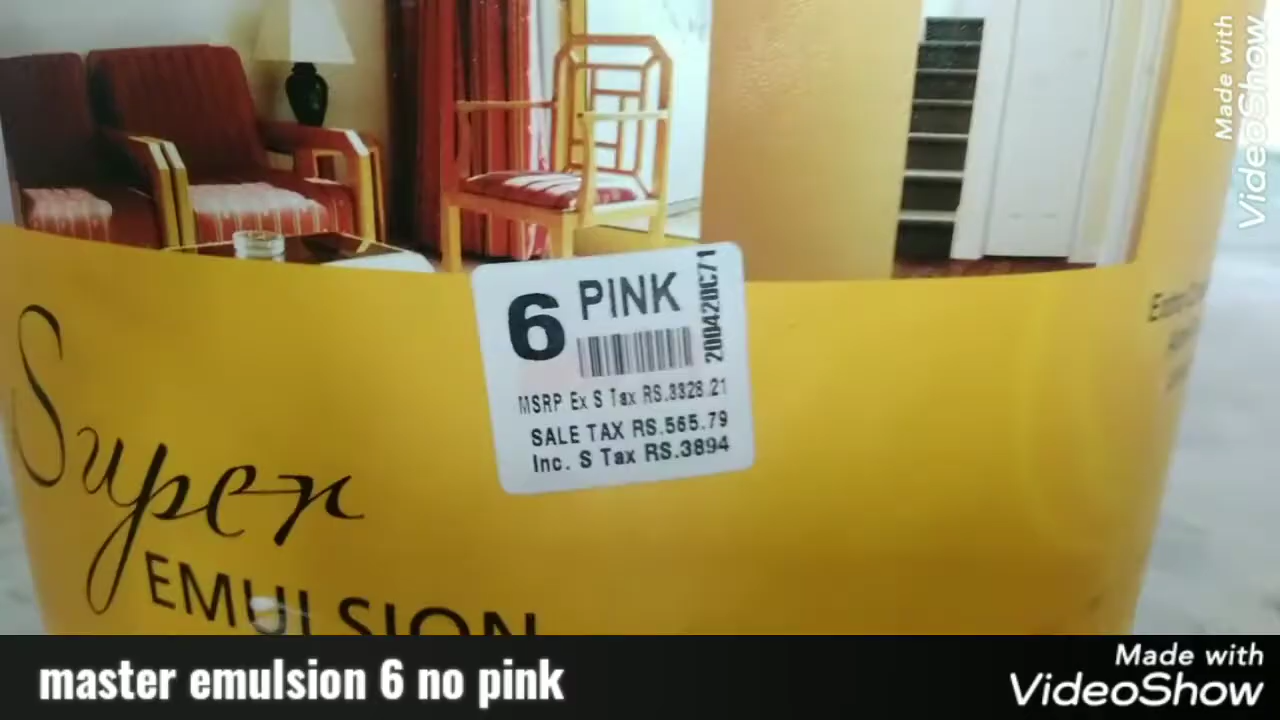 Made with
VideoShow
6 PINK
200420C71
MSRP Ex S Tax RS.3328.21
SALE TAX RS.565.79
Inc. S Tax RS.3894
Super
EMULSION
master emulsion 6 no pink
Made with
VideoShow